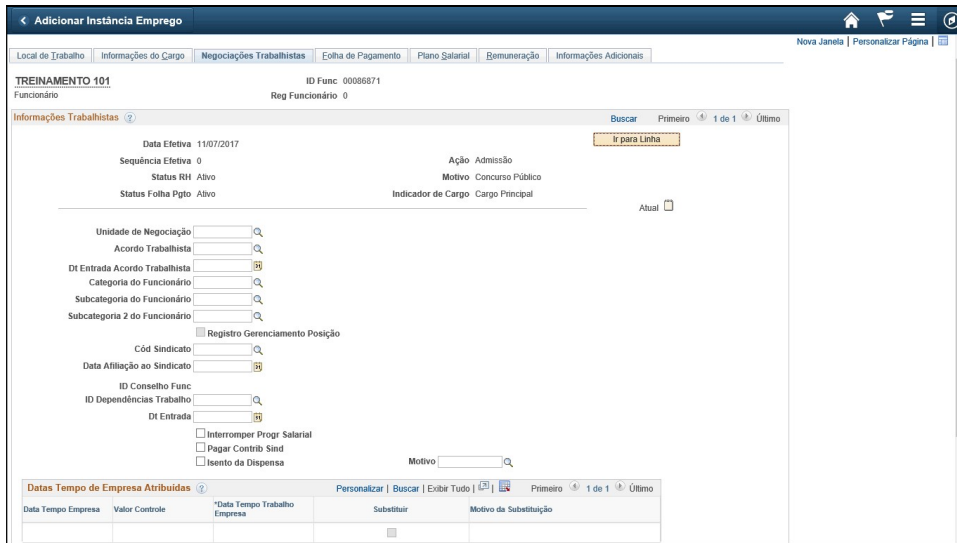 Adicionar Instância Emprego
Nova Janela | Personalizar Página |
Local de Trabalho Informações do Cargo Negociações Trabalhistas Folha de Pagamento Plano Salarial Remuneração Informações Adicionais
TREINAMENTO 101 ID Func 00086871
Funcionário Reg Funcionário 0
Informações Trabalhistas ? Buscar Primeiro 1 de 1 Último
Data Efetiva 11/07/2017 Ir para Linha
Sequência Efetiva 0 Ação Admissão
Status RH Ativo Motivo Concurso Público
Status Folha Pgto Ativo Indicador de Cargo Cargo Principal
Atual
Unidade de Negociação
Acordo Trabalhista
Dt Entrada Acordo Trabalhista
Categoria do Funcionário
Subcategoria do Funcionário
Subcategoria 2 do Funcionário
Registro Gerenciamento Posição
Cód Sindicato
Data Afiliação ao Sindicato
ID Conselho Func
ID Dependências Trabalho
Dt Entrada
Interromper Progr Salarial
Pagar Contrib Sind
Isento da Dispensa Motivo
Datas Tempo de Empresa Atribuídas ? Personalizar | Buscar | Exibir Tudo | | Primeiro 1 de 1 Último
Data Tempo Empresa Valor Controle *Data Tempo Trabalho Empresa Substituir Motivo da Substituição